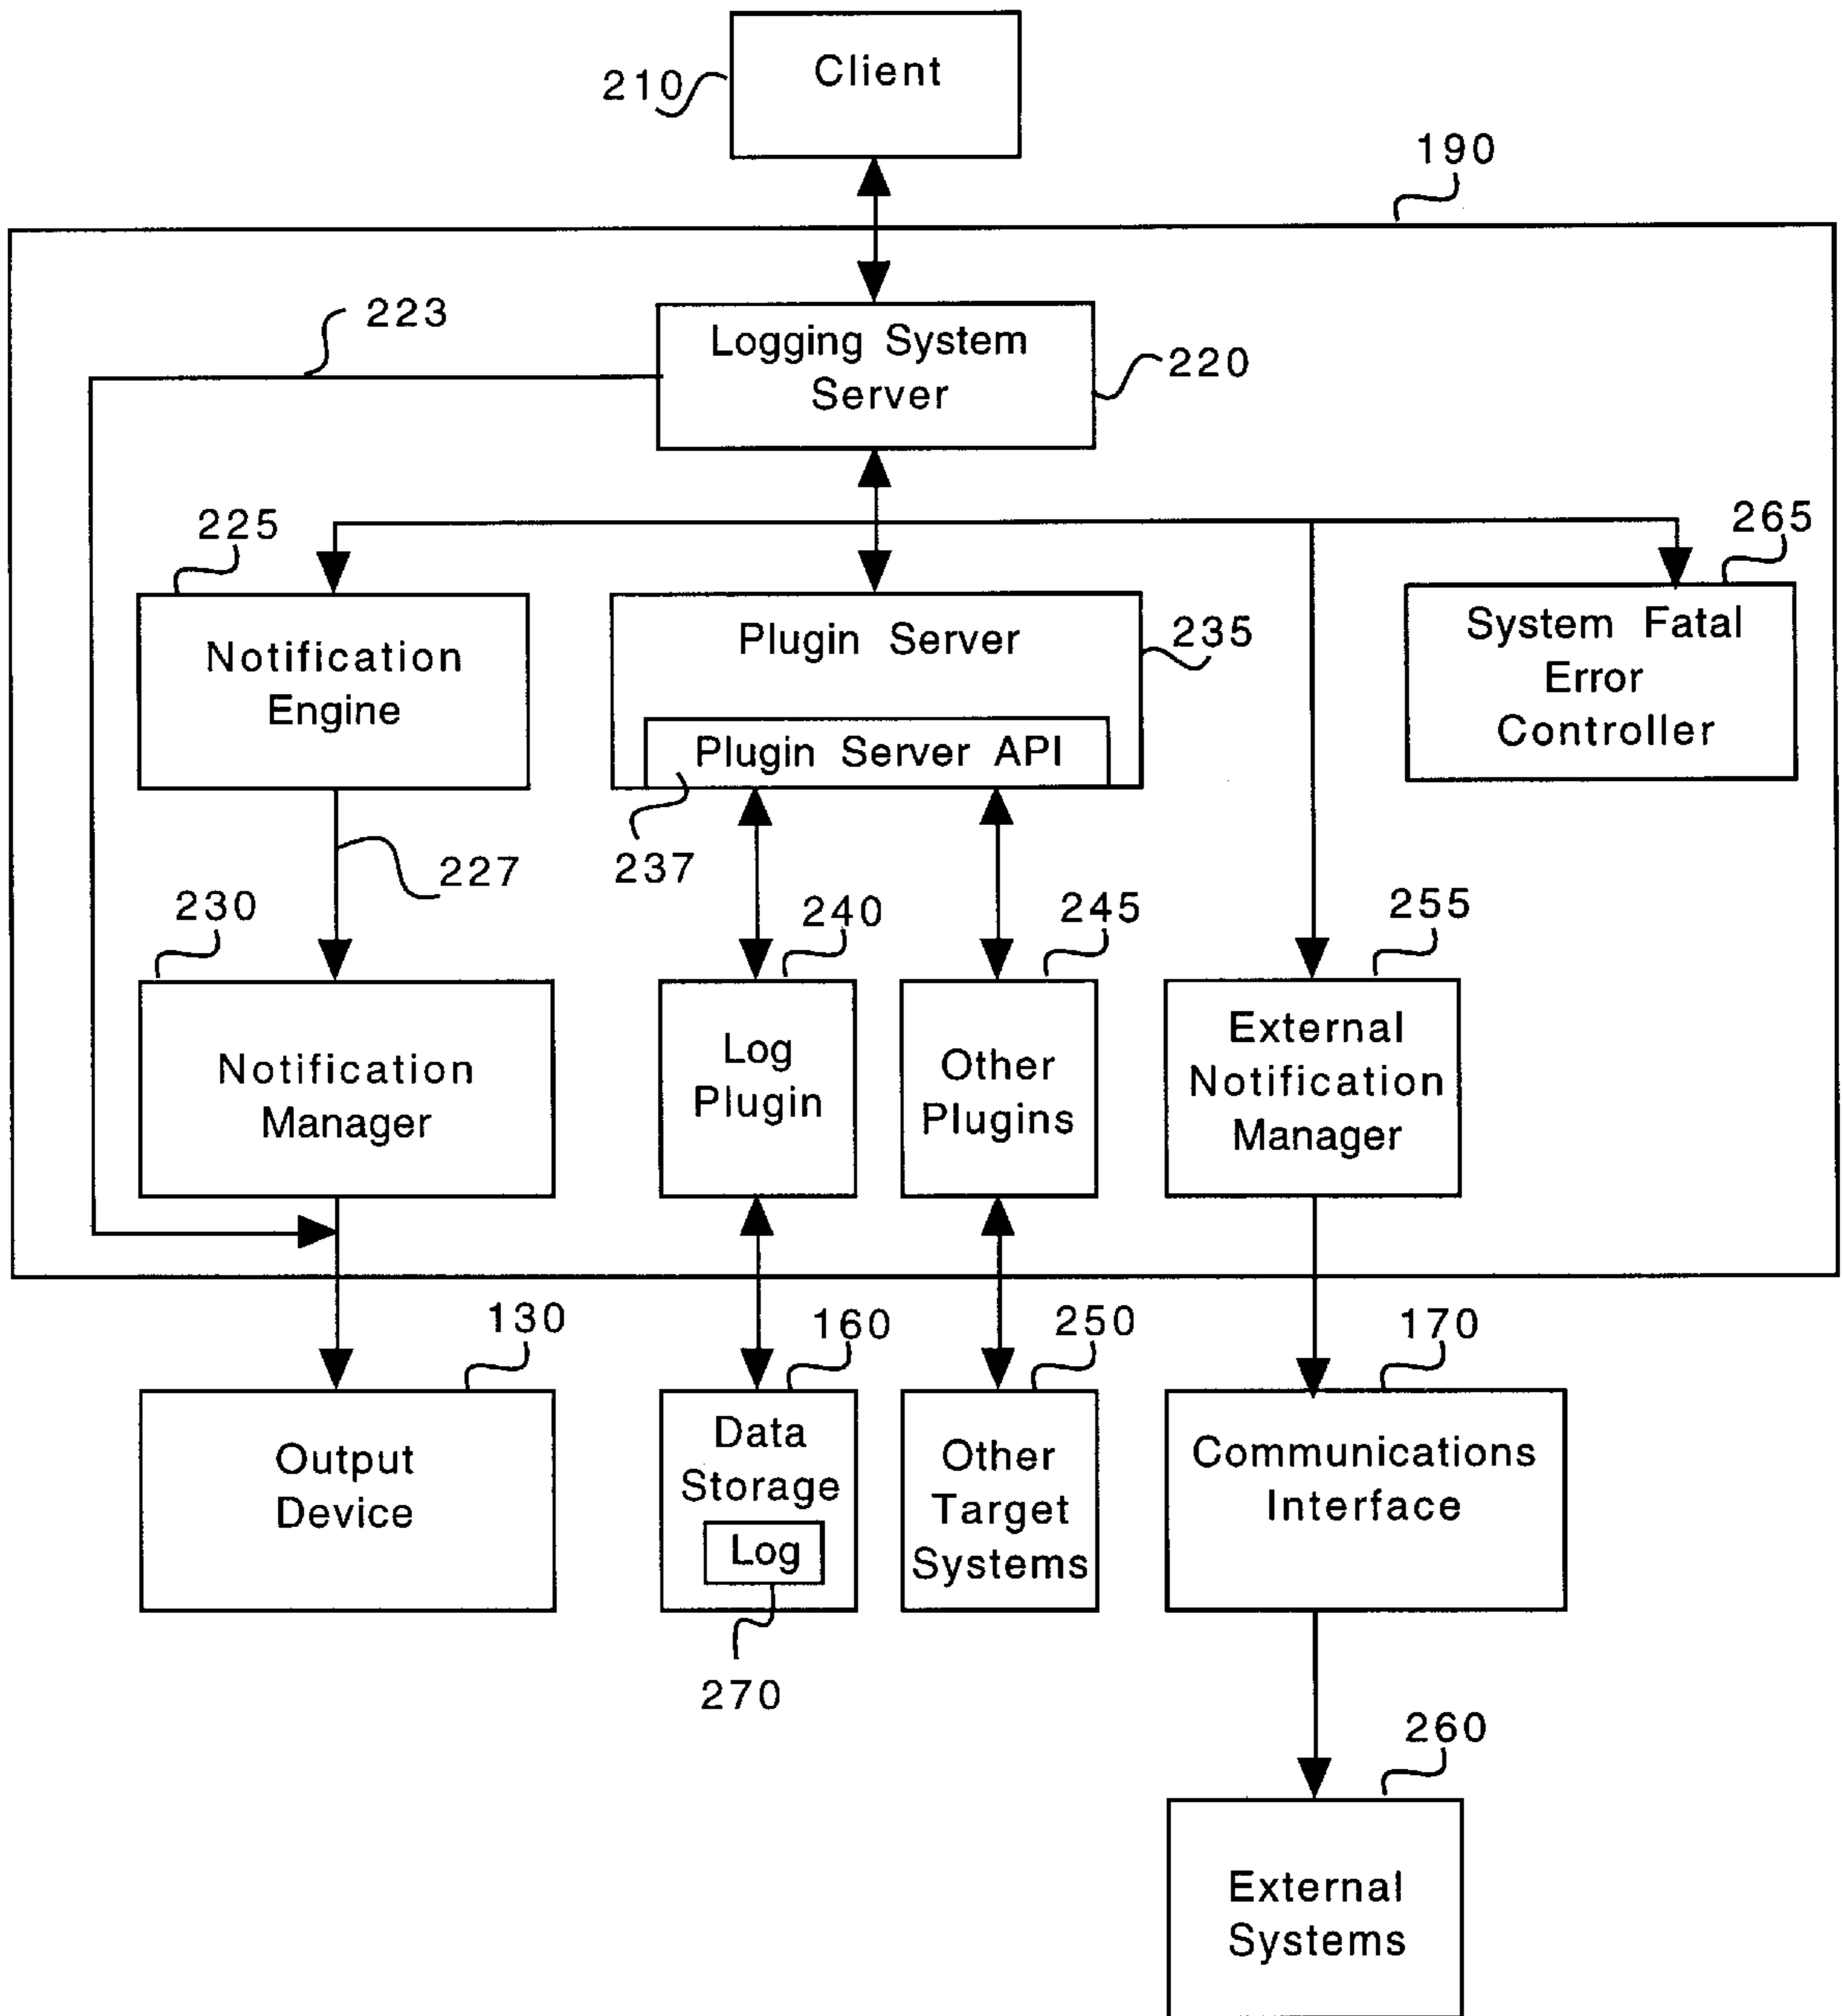 Client
210
190
223
Logging System
Server
220
225
265
Notification
Engine
Plugin Server
235
System Fatal
Error
Controller
Plugin Server API
237
227
230
240
245
255
Notification
Manager
Log
Plugin
Other
Plugins
External
Notification
Manager
130
160
250
170
Output
Device
Data
Storage
Log
Other
Target
Systems
Communications
Interface
270
260
External
Systems